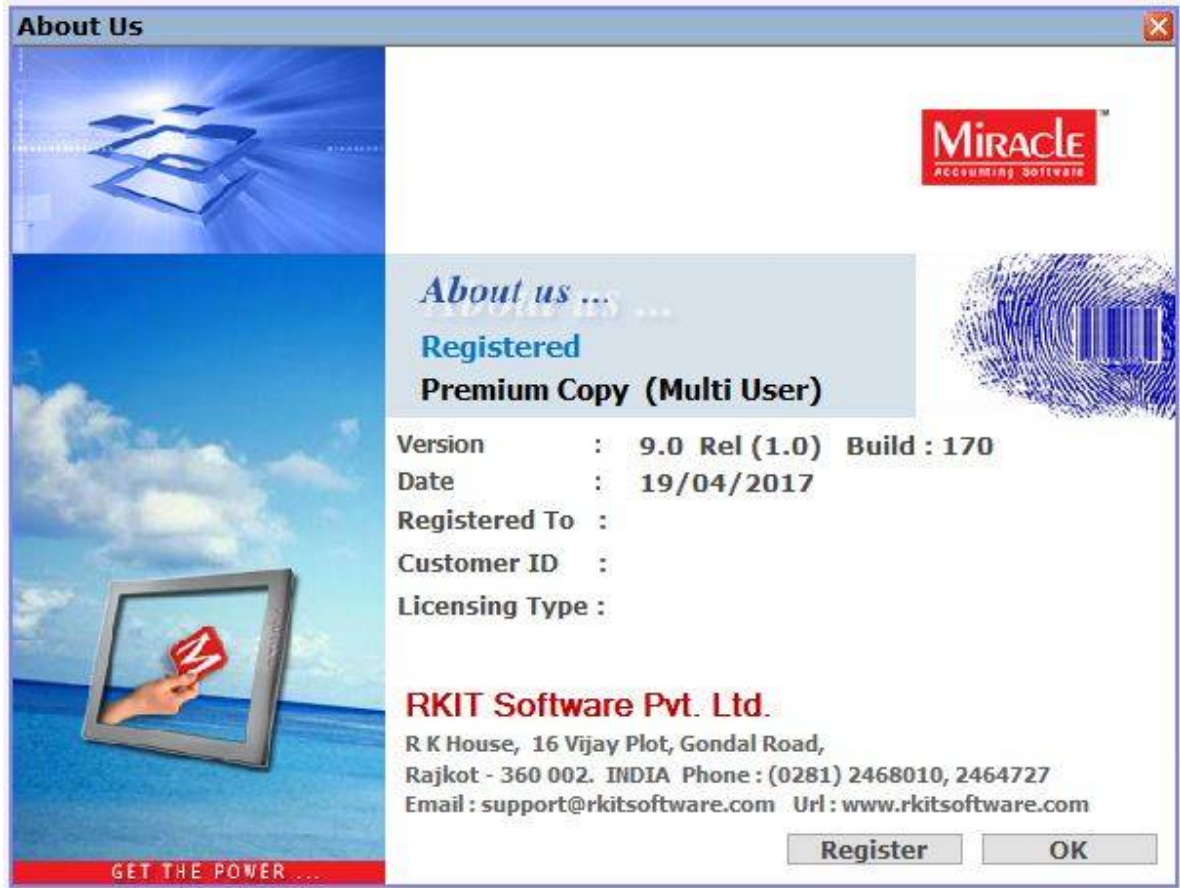 About Us
MiRAClE
Accounting Software
TM
About us ...
Registered
Premium Copy (Multi User)
Version : 9.0 Rel (1.0) Build : 170
Date : 19/04/2017
Registered To :
Customer ID :
Licensing Type :
M
RKIT Software Pvt. Ltd.
R K House, 16 Vijay Plot, Gondal Road,
Rajkot - 360 002. INDIA Phone : (0281) 2468010, 2464727
Email : support@rkitsoftware.com Url : www.rkitsoftware.com
Register OK
GET THE POWER ...